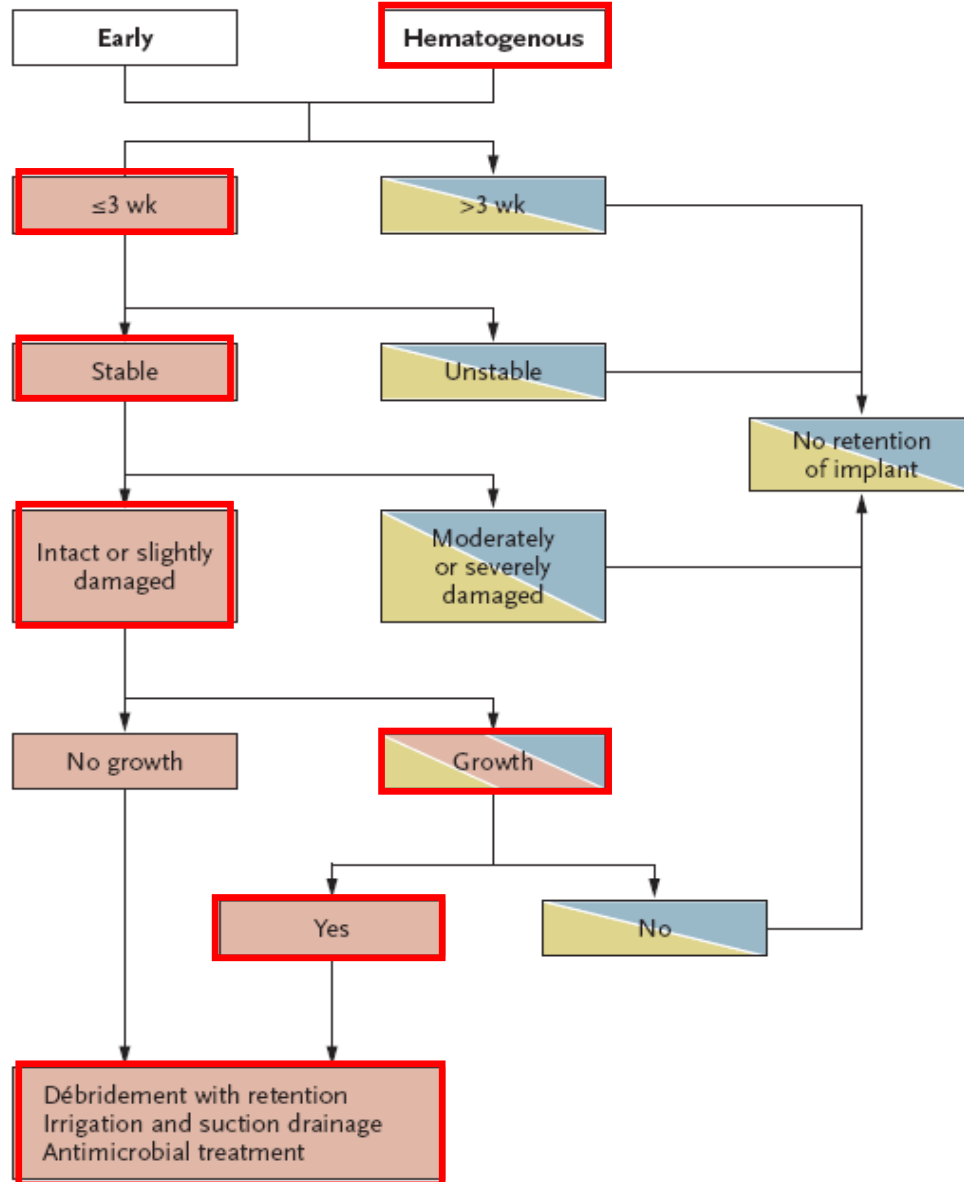 Early
Hematogenous
≤3 wk
>3 wk
Stable
Unstable
No retention
of implant
Intact or slightly
damaged
Moderately
or severely
damaged
No growth
Growth
Yes
No
Débridement with retention
Irrigation and suction drainage
Antimicrobial treatment